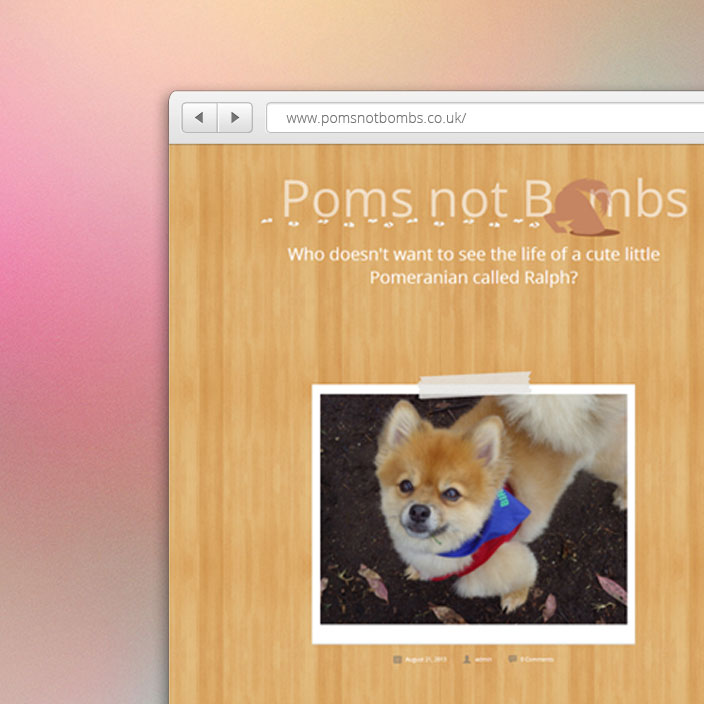 www.pomsnotbombs.co.uk/
Poms not B mbs
Who doesn't want to see the life of a cute little
Pomeranian called Ralph?
August 21, 2013 admin 0 Comments